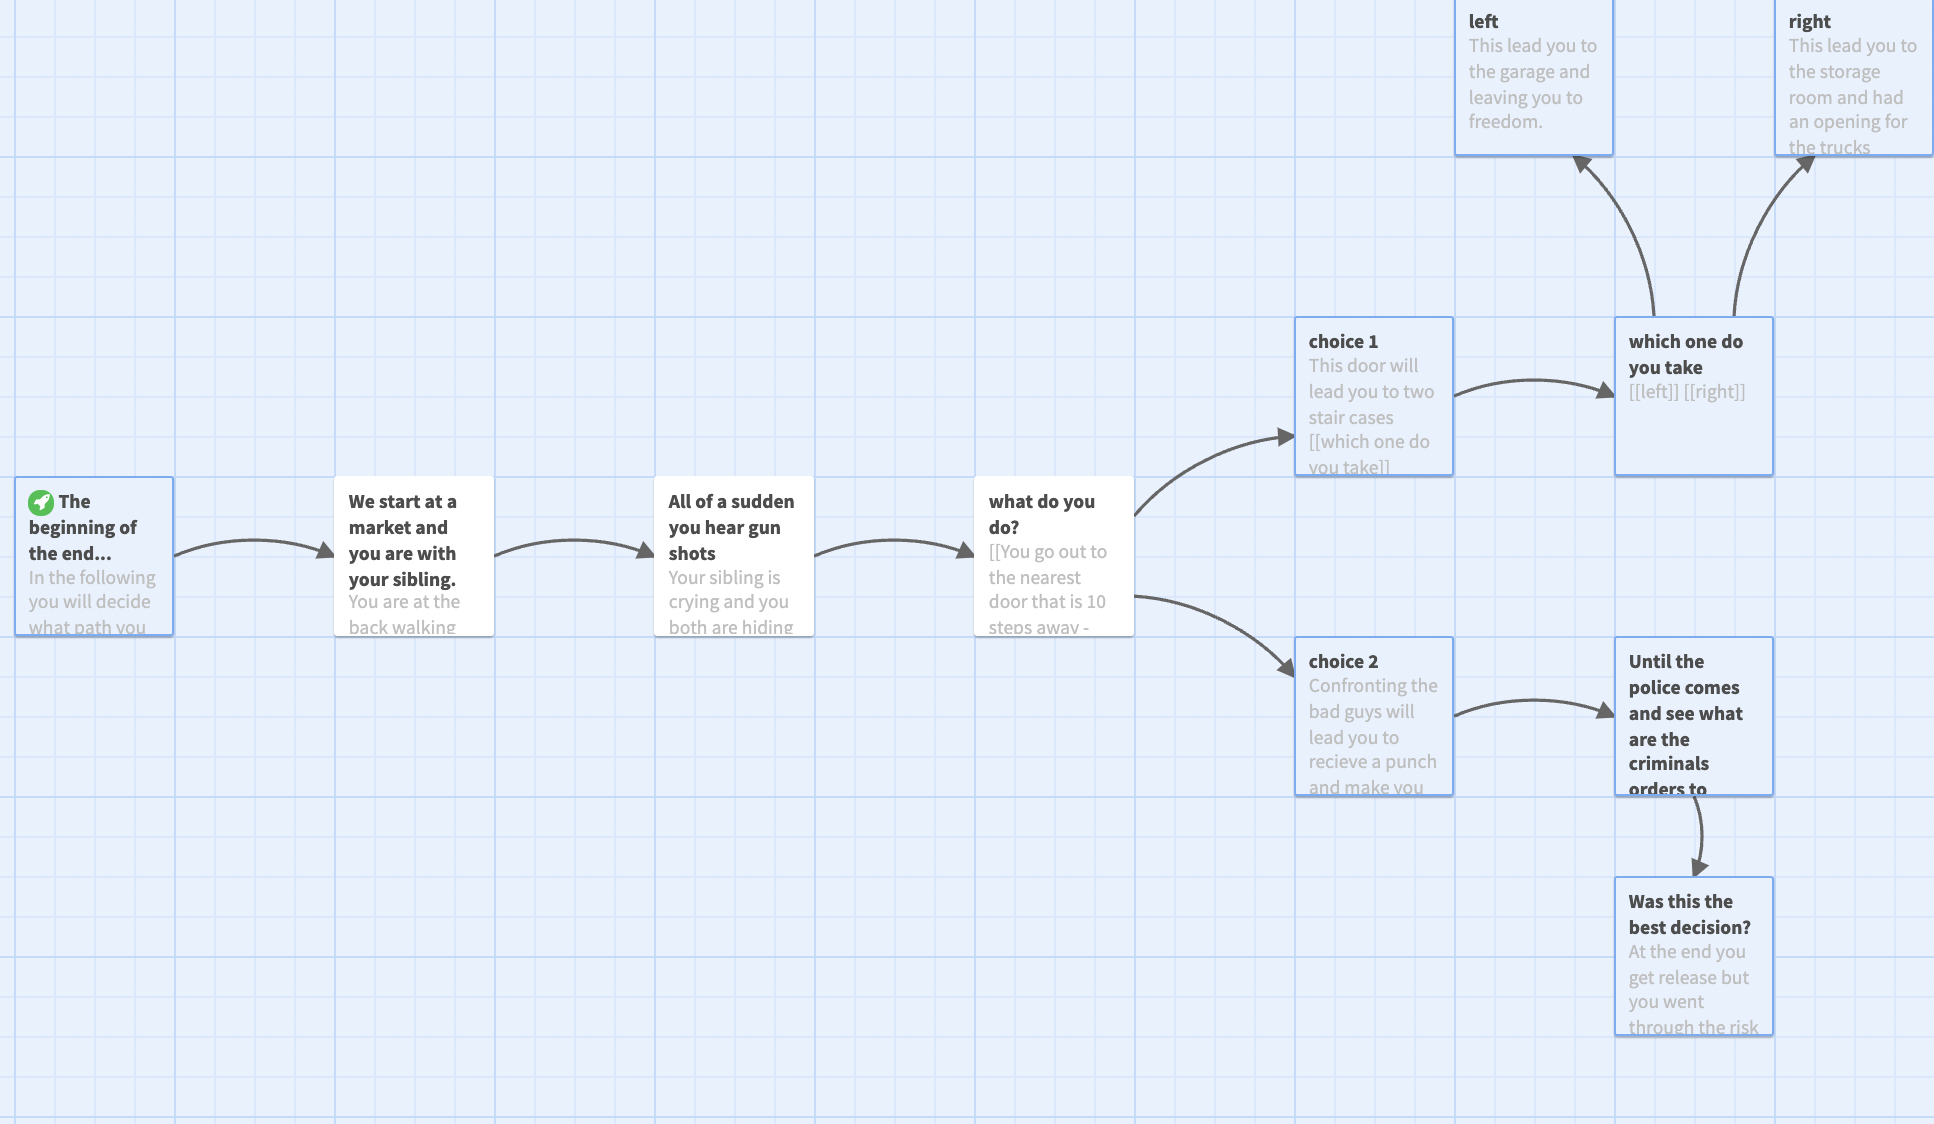 left
This lead you to
the garage and
leaving you to
freedom.
right
This lead you to
the storage
room and had
an opening for
the trucks
choice 1
This door will
lead you to two
stair cases
[[which one do
you take]]
which one do
you take
[[left]] [[right]]
The
beginning of
the end...
In the following
you will decide
what path you
We start at a
market and
you are with
your sibling.
You are at the
back walking
All of a sudden
you hear gun
shots
Your sibling is
crying and you
both are hiding
what do you
do?
[[You go out to
the nearest
door that is 10
steps away -
choice 2
Confronting the
bad guys will
lead you to
recieve a punch
and make you
Until the
police comes
and see what
are the
criminals
orders to
Was this the
best decision?
At the end you
get release but
you went
through the risk